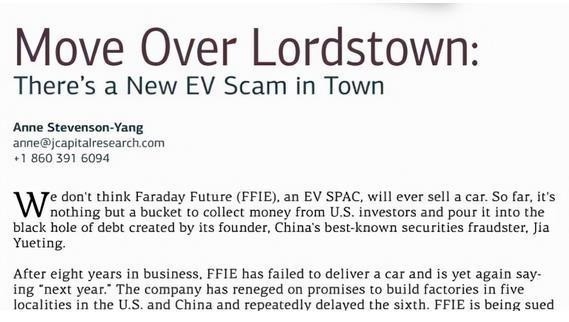 Move Over Lordstown:
There's a New EV Scam in Town
Anne Stevenson-Yang
anne@jcapitalresearch.com
+1 860 391 6094
We don't think Faraday Future (FFIE), an EV SPAC, will ever sell a car. So far, it's
nothing but a bucket to collect money from U.S. investors and pour it into the
black hole of debt created by its founder, China's best-known securities fraudster, Jia
Yueting.
After eight years in business, FFIE has failed to deliver a car and is yet again say-
ing “next year.” The company has reneged on promises to build factories in five
localities in the U.S. and China and repeatedly delayed the sixth. FFIE is being sued